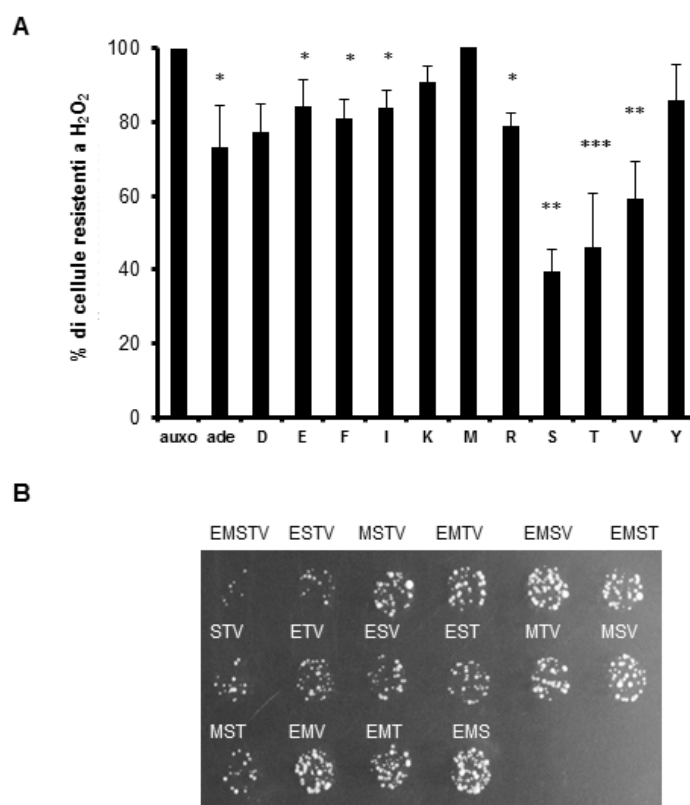 A
% di cellule resistenti a H₂O₂
100
80
60
40
20
0
* * * * * ** *** **
auxo ade D E F I K M R S T V Y
B
EMSTV ESTV MSTV EMTV EMSV EMST
STV ETV ESV EST MTV MSV
MST EMV EMT EMS